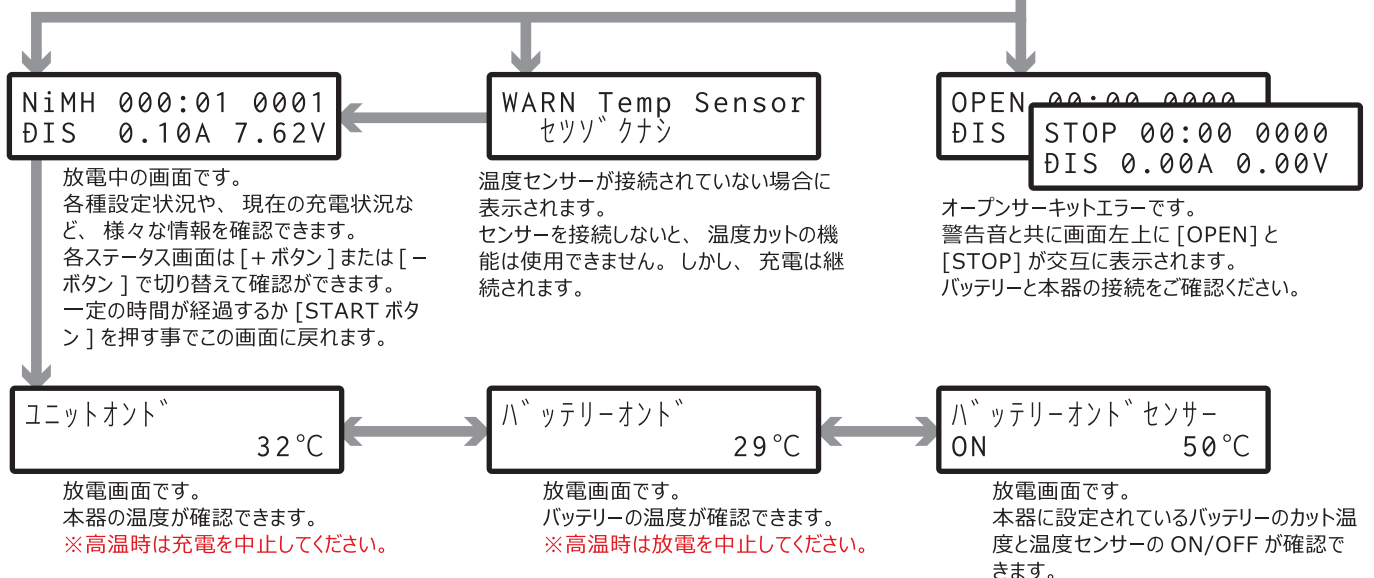 NiMH 000:01 0001
ĐIS 0.10A 7.62V
放電中の画面です。
各種設定状況や、 現在の充電状況な
ど、 様々な情報を確認できます。
各ステータス画面は [+ ボタン ] または [ −
ボタン ] で切り替えて確認ができます。
一定の時間が経過するか [START ボタ
ン ] を押す事でこの画面に戻れます。
WARN Temp Sensor
セツゾクナシ
温度センサーが接続されていない場合に
表示されます。
センサーを接続しないと、 温度カットの機
能は使用できません。 しかし、 充電は継
続されます。
OPEN 00:00 0000
ĐIS
STOP 00:00 0000
ĐIS 0.00A 0.00V
オープンサーキットエラーです。
警告音と共に画面左上に [OPEN] と
[STOP] が交互に表示されます。
バッテリーと本器の接続をご確認ください。
ユニットオンド
32℃
放電画面です。
本器の温度が確認できます。
※高温時は充電を中止してください。
バッテリーオンド
29℃
放電画面です。
バッテリーの温度が確認できます。
※高温時は放電を中止してください。
バッテリーオンドセンサー
ON 50℃
放電画面です。
本器に設定されているバッテリーのカット温
度と温度センサーの ON/OFF が確認で
きます。